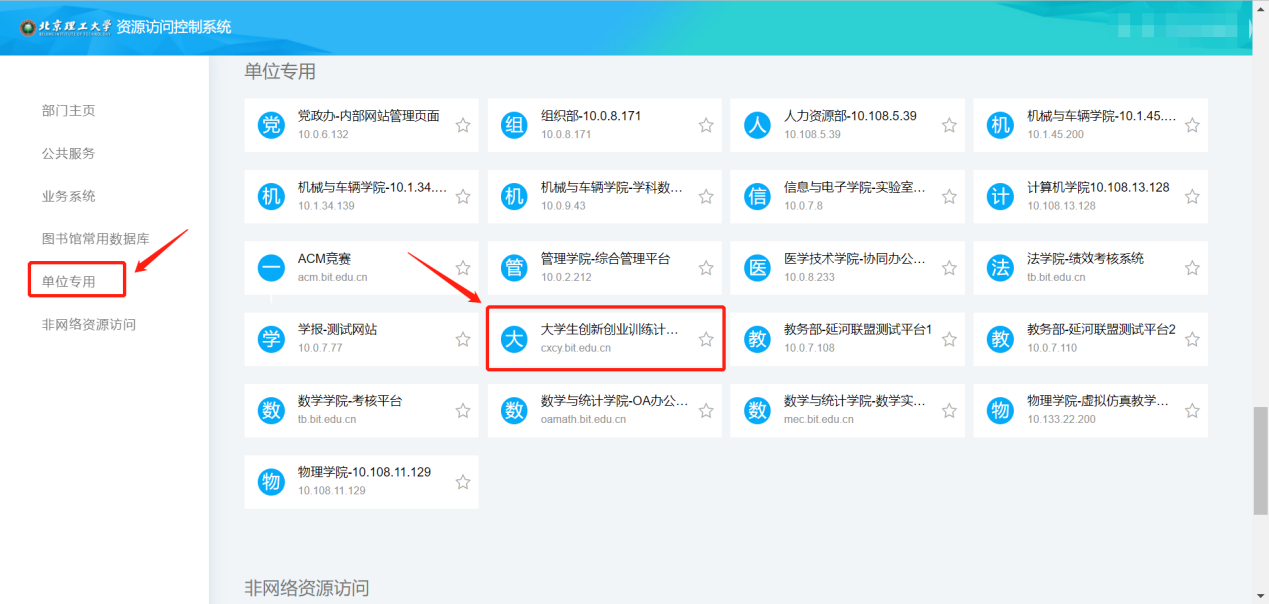 北京理工大学 资源访问控制系统
BEIJING INSTITUTE OF TECHNOLOGY
部门主页
公共服务
业务系统
图书馆常用数据库
单位专用
非网络资源访问
单位专用
党 党政办-内部网站管理页面
10.0.6.132
组 组织部-10.0.8.171
10.0.8.171
人 人力资源部-10.108.5.39
10.108.5.39
机 机械与车辆学院-10.1.45....
10.1.45.200
机 机械与车辆学院-10.1.34....
10.1.34.139
机 机械与车辆学院-学科数...
10.0.9.43
信 信息与电子学院-实验室...
10.0.7.8
计 计算机学院10.108.13.128
10.108.13.128
一 ACM竞赛
acm.bit.edu.cn
管 管理学院-综合管理平台
10.0.2.212
医 医学技术学院-协同办公...
10.0.8.233
法 法学院-绩效考核系统
tb.bit.edu.cn
学 学报-测试网站
10.0.7.77
大 大学生创新创业训练计...
cxcy.bit.edu.cn
教 教务部-延河联盟测试平台1
10.0.7.108
教 教务部-延河联盟测试平台2
10.0.7.110
数 数学学院-考核平台
tb.bit.edu.cn
数 数学与统计学院-OA办公...
oamath.bit.edu.cn
数 数学与统计学院-数学实...
mec.bit.edu.cn
物 物理学院-虚拟仿真教学...
10.133.22.200
物 物理学院-10.108.11.129
10.108.11.129
非网络资源访问